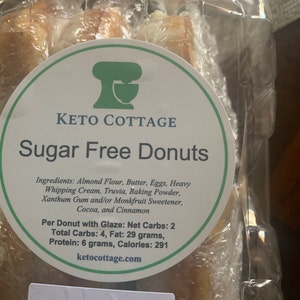 KETO COTTAGE
Sugar Free Donuts
Ingredients: Almond Flour, Butter, Eggs, Heavy
Whipping Cream, Truvia, Baking Powder,
Xanthum Gum and/or Monkfruit Sweetener,
Cocoa, and Cinnamon
Per Donut with Glaze: Net Carbs: 2
Total Carbs: 4, Fat: 29 grams,
Protein: 6 grams, Calories: 291
ketocottage.com